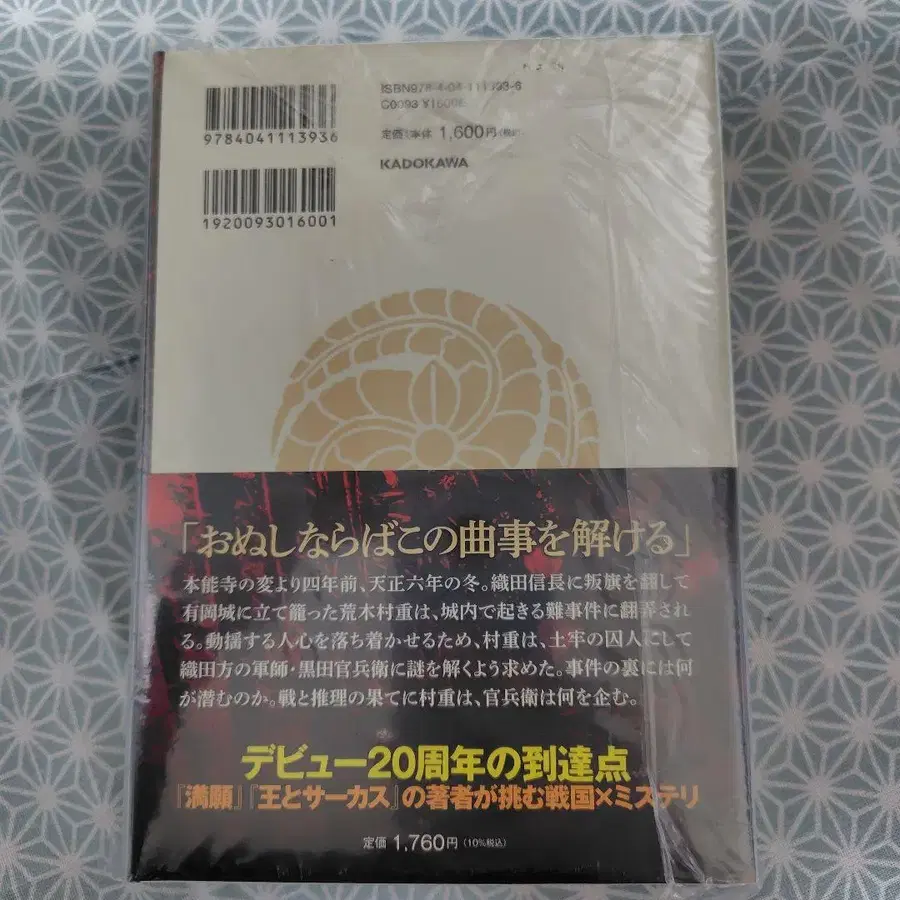 ISBN978-4-04-111393-6
C0093 ¥1600E
9784041113936
定価:本体 1,600円(税別)
KADOKAWA
1920093016001
「おぬしならばこの曲事を解ける」
本能寺の変より四年前、天正六年の冬。織田信長に叛旗を翻して
有岡城に立て籠った荒木村重は、城内で起きる難事件に翻弄され
る。動揺する人心を落ち着かせるため、村重は、土牢の囚人にして
織田方の軍師・黒田官兵衛に謎を解くよう求めた。事件の裏には何
が潜むのか。戦と推理の果てに村重は、官兵衛は何を企む。
デビュー20周年の到達点
『満願』『王とサーカス』の著者が挑む戦国×ミステリ
定価 1,760円 (10%税込)